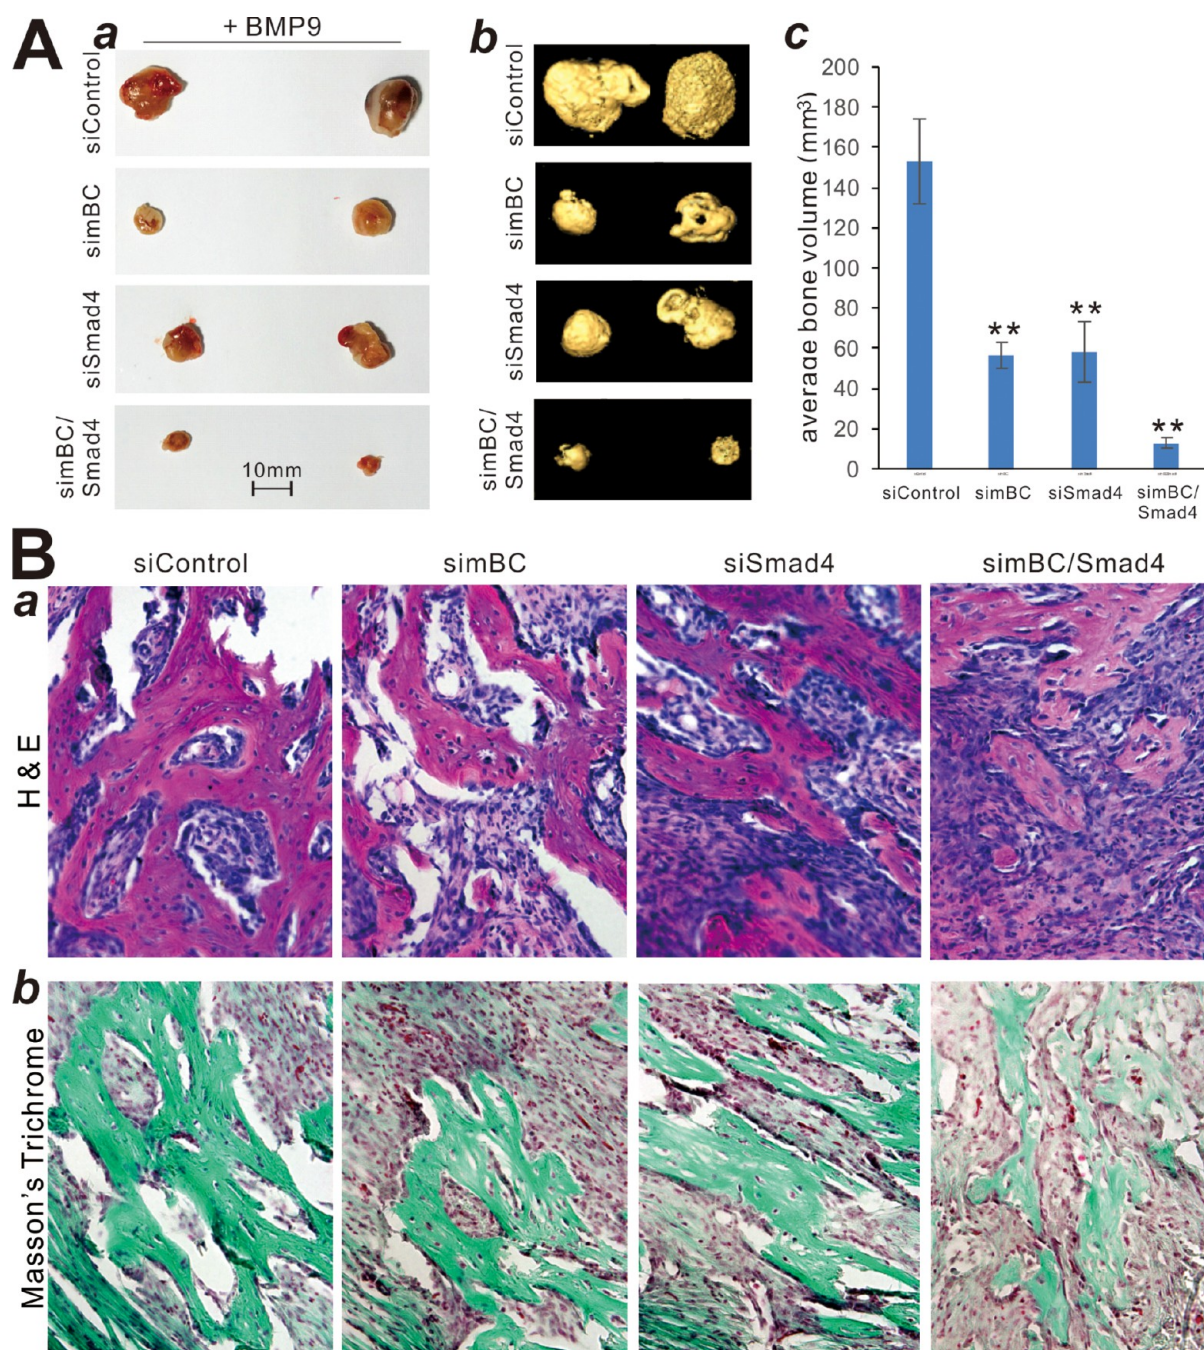 A
a
+ BMP9
siControl
simBC
siSmad4
simBC/
Smad4
10mm
b
siControl
simBC
siSmad4
simBC/
Smad4
c
average bone volume (mm³)
200
180
160
140
120
100
80
60
40
20
0
**
**
**
siControl
simBC
siSmad4
simBC/
Smad4
B
siControl
simBC
siSmad4
simBC/Smad4
a
H & E
b
Masson's Trichrome